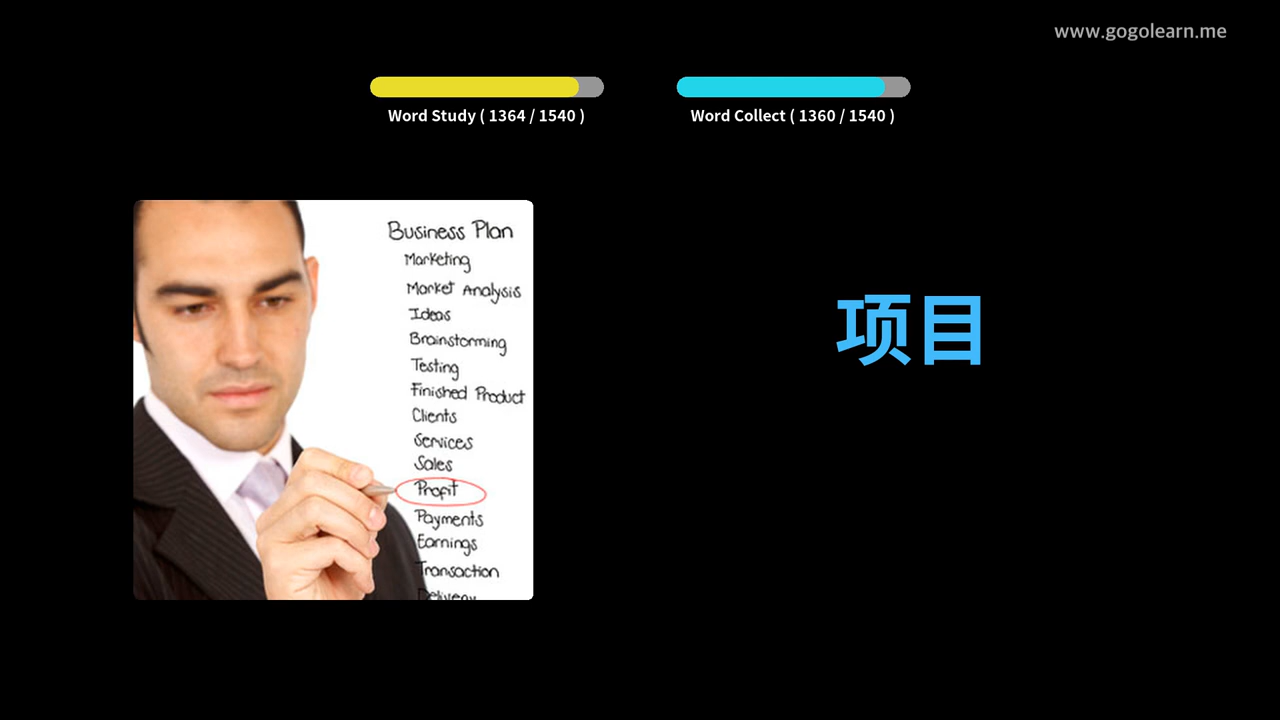 www.gogolearn.me
Word Study ( 1364 / 1540 )
Word Collect ( 1360 / 1540 )
Business Plan
Marketing
Market Analysis
Ideas
Brainstorming
Testing
Finished Product
Clients
Services
Sales
Profit
Payments
Earnings
Transaction
Delivery
项目